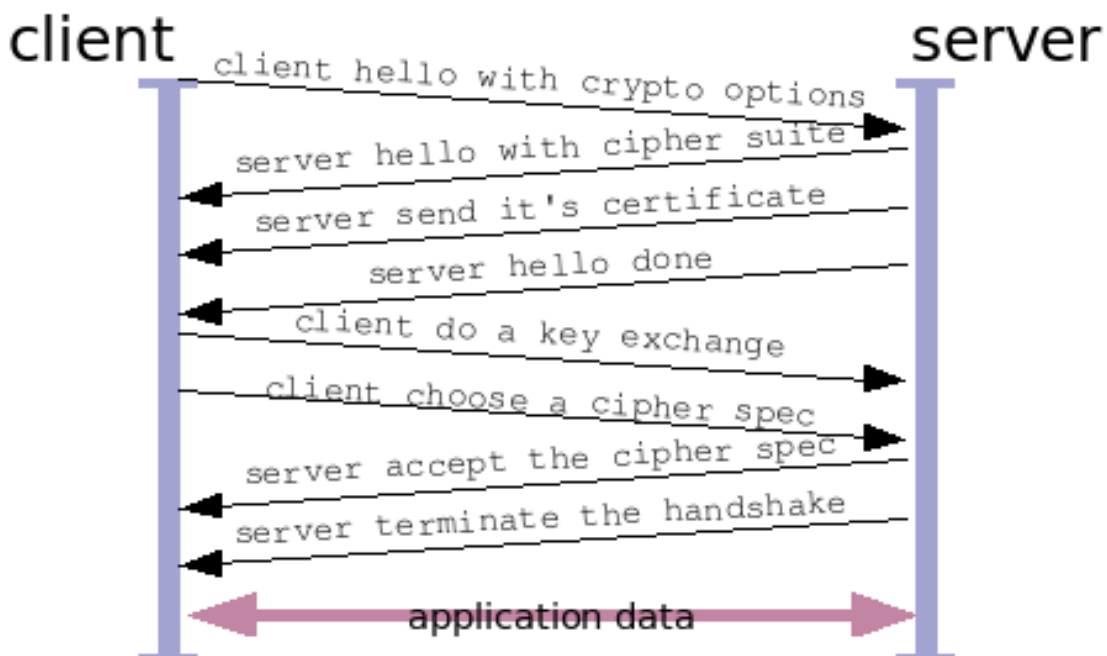 client
server
client hello with crypto options
server hello with cipher suite
server send it's certificate
server hello done
client do a key exchange
client choose a cipher spec
server accept the cipher spec
server terminate the handshake
application data